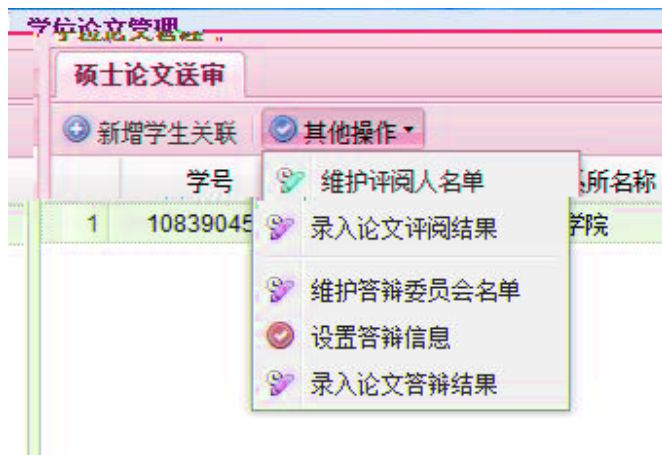 学位论文管理
硕士论文送审
新增学生关联 其他操作
学号 所名称
1 10839045 学院
维护评阅人名单
录入论文评阅结果
维护答辩委员会名单
设置答辩信息
录入论文答辩结果